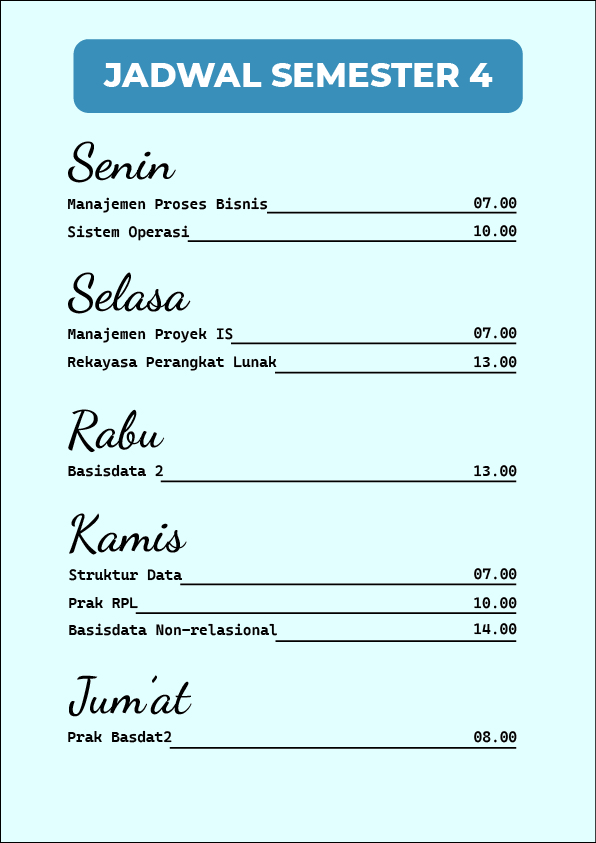 JADWAL SEMESTER 4
Senin
Manajemen Proses Bisnis 07.00
Sistem Operasi 10.00
Selasa
Manajemen Proyek IS 07.00
Rekayasa Perangkat Lunak 13.00
Rabu
Basisdata 2 13.00
Kamis
Struktur Data 07.00
Prak RPL 10.00
Basisdata Non-relasional 14.00
Jum'at
Prak Basdat2 08.00